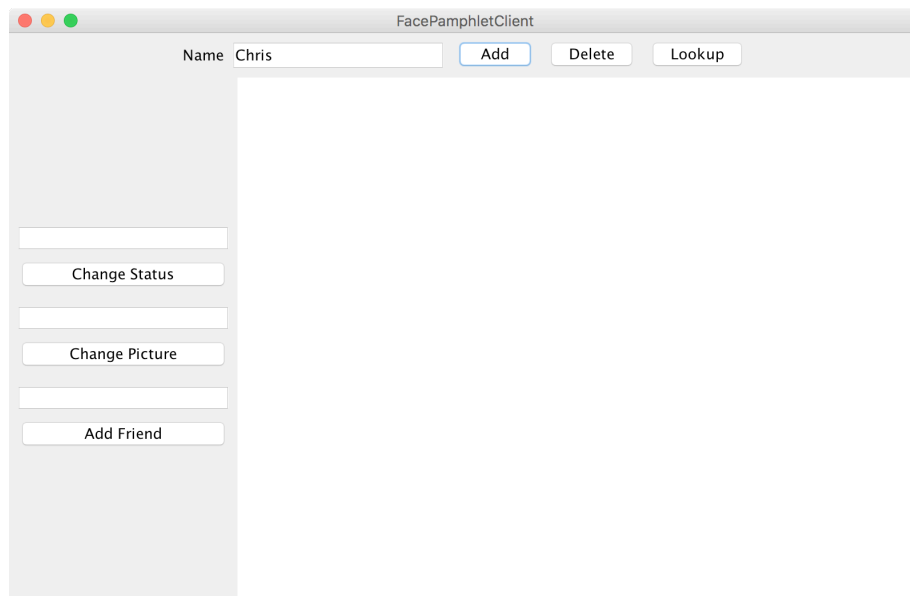 FacePamphletClient
Name Chris Add Delete Lookup
Change Status
Change Picture
Add Friend